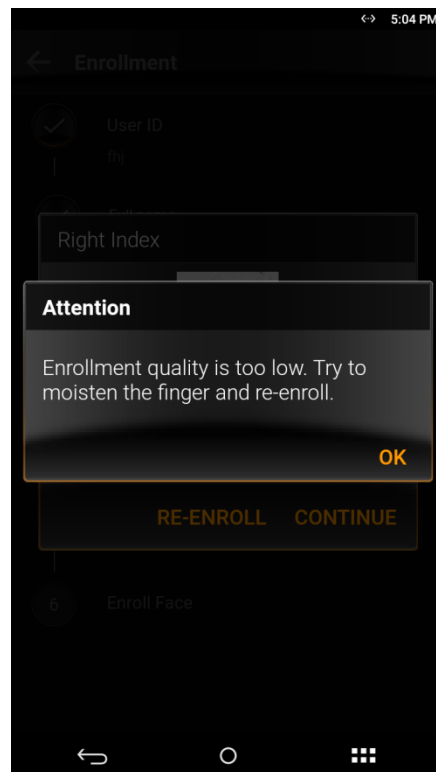 5:04 PM
Enrollment
User ID
fhj
Right Index
Attention
Enrollment quality is too low. Try to
moisten the finger and re-enroll.
OK
RE-ENROLL CONTINUE
6 Enroll Face